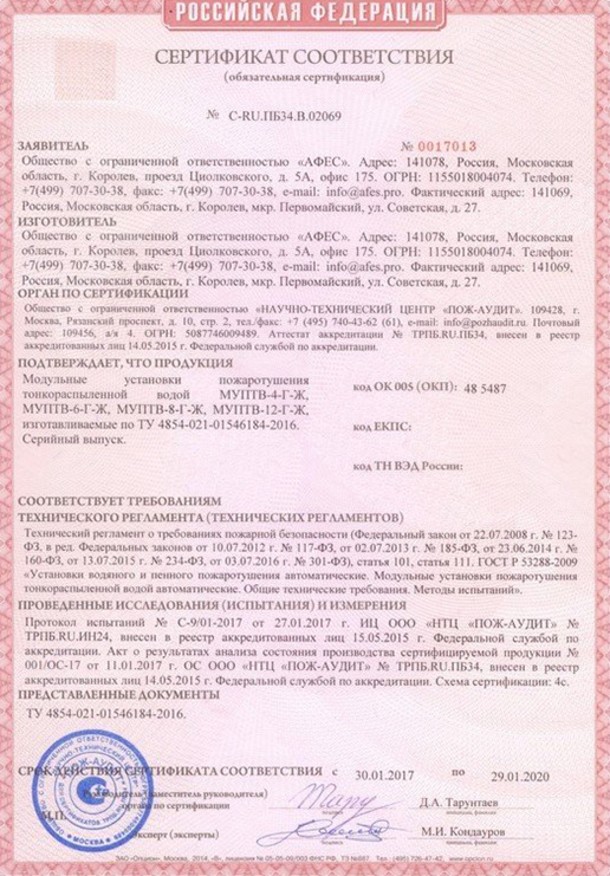 РОССИЙСКАЯ ФЕДЕРАЦИЯ
СЕРТИФИКАТ СООТВЕТСТВИЯ
(обязательная сертификация)
№ C-RU.ПБ34.В.02069
ЗАЯВИТЕЛЬ № 0017013
Общество с ограниченной ответственностью «АФЕС». Адрес: 141078, Россия, Московская
область, г. Королев, проезд Циолковского, д. 5А, офис 175. ОГРН: 1155018004074. Телефон:
+7(499) 707-30-38, факс: +7(499) 707-30-38, e-mail: info@afes.pro. Фактический адрес: 141069,
Россия, Московская область, г. Королев, мкр. Первомайский, ул. Советская, д. 27.
ИЗГОТОВИТЕЛЬ
Общество с ограниченной ответственностью «АФЕС». Адрес: 141078, Россия, Московская
область, г. Королев, проезд Циолковского, д. 5А, офис 175. ОГРН: 1155018004074. Телефон:
+7(499) 707-30-38, факс: +7(499) 707-30-38, e-mail: info@afes.pro. Фактический адрес: 141069,
Россия, Московская область, г. Королев, мкр. Первомайский, ул. Советская, д. 27.
ОРГАН ПО СЕРТИФИКАЦИИ
Общество с ограниченной ответственностью «НАУЧНО-ТЕХНИЧЕСКИЙ ЦЕНТР «ПОЖ-АУДИТ». 109428, г.
Москва, Рязанский проспект, д. 10, стр. 2, тел./факс: +7 (495) 740-43-62 (61), e-mail: info@pozhaudit.ru. Почтовый
адрес: 109456, а/я 4. ОГРН: 5087746009489. Аттестат аккредитации № ТРПБ.RU.ПБ34, внесен в реестр
аккредитованных лиц 14.05.2015 г. Федеральной службой по аккредитации.
ПОДТВЕРЖДАЕТ, ЧТО ПРОДУКЦИЯ
Модульные установки пожаротушения
тонкораспыленной водой МУПТВ-4-Г-Ж,
МУПТВ-6-Г-Ж, МУПТВ-8-Г-Ж, МУПТВ-12-Г-Ж,
изготавливаемые по ТУ 4854-021-01546184-2016.
Серийный выпуск.
код ОК 005 (ОКП): 48 5487
код ЕКПС:
код ТН ВЭД России:
СООТВЕТСТВУЕТ ТРЕБОВАНИЯМ
ТЕХНИЧЕСКОГО РЕГЛАМЕНТА (ТЕХНИЧЕСКИХ РЕГЛАМЕНТОВ)
Технический регламент о требованиях пожарной безопасности (Федеральный закон от 22.07.2008 г. № 123-
ФЗ, в ред. Федеральных законов от 10.07.2012 г. № 117-ФЗ, от 02.07.2013 г. № 185-ФЗ, от 23.06.2014 г. №
160-ФЗ, от 13.07.2015 г. № 234-ФЗ, от 03.07.2016 г. № 301-ФЗ), статья 101, статья 111. ГОСТ Р 53288-2009
«Установки водяного и пенного пожаротушения автоматические. Модульные установки пожаротушения
тонкораспыленной водой автоматические. Общие технические требования. Методы испытаний».
ПРОВЕДЕННЫЕ ИССЛЕДОВАНИЯ (ИСПЫТАНИЯ) И ИЗМЕРЕНИЯ
Протокол испытаний № С-9/01-2017 от 27.01.2017 г. ИЦ ООО «НТЦ «ПОЖ-АУДИТ» №
ТРПБ.RU.ИН24, внесен в реестр аккредитованных лиц 15.05.2015 г. Федеральной службой по
аккредитации. Акт о результатах анализа состояния производства сертифицируемой продукции №
001/ОС-17 от 11.01.2017 г. ОС ООО «НТЦ «ПОЖ-АУДИТ» № ТРПБ.RU.ПБ34, внесен в реестр
аккредитованных лиц 14.05.2015 г. Федеральной службой по аккредитации. Схема сертификации: 4с.
ПРЕДСТАВЛЕННЫЕ ДОКУМЕНТЫ
ТУ 4854-021-01546184-2016.
СРОК ДЕЙСТВИЯ СЕРТИФИКАТА СООТВЕТСТВИЯ с 30.01.2017 по 29.01.2020
Руководитель (заместитель руководителя)
органа по сертификации Д.А. Тарунтаев
М.П. подпись
Эксперт (эксперты) М.И. Кондауров
«ПОЖ-АУДИТ»
МОСКВА
ЗАО «Опцион», Москва, 2014, «В», лицензия № 05-05-09/003 ФНС РФ, ТЗ №887. Тел.: (495) 726-47-42, www.opcion.ru